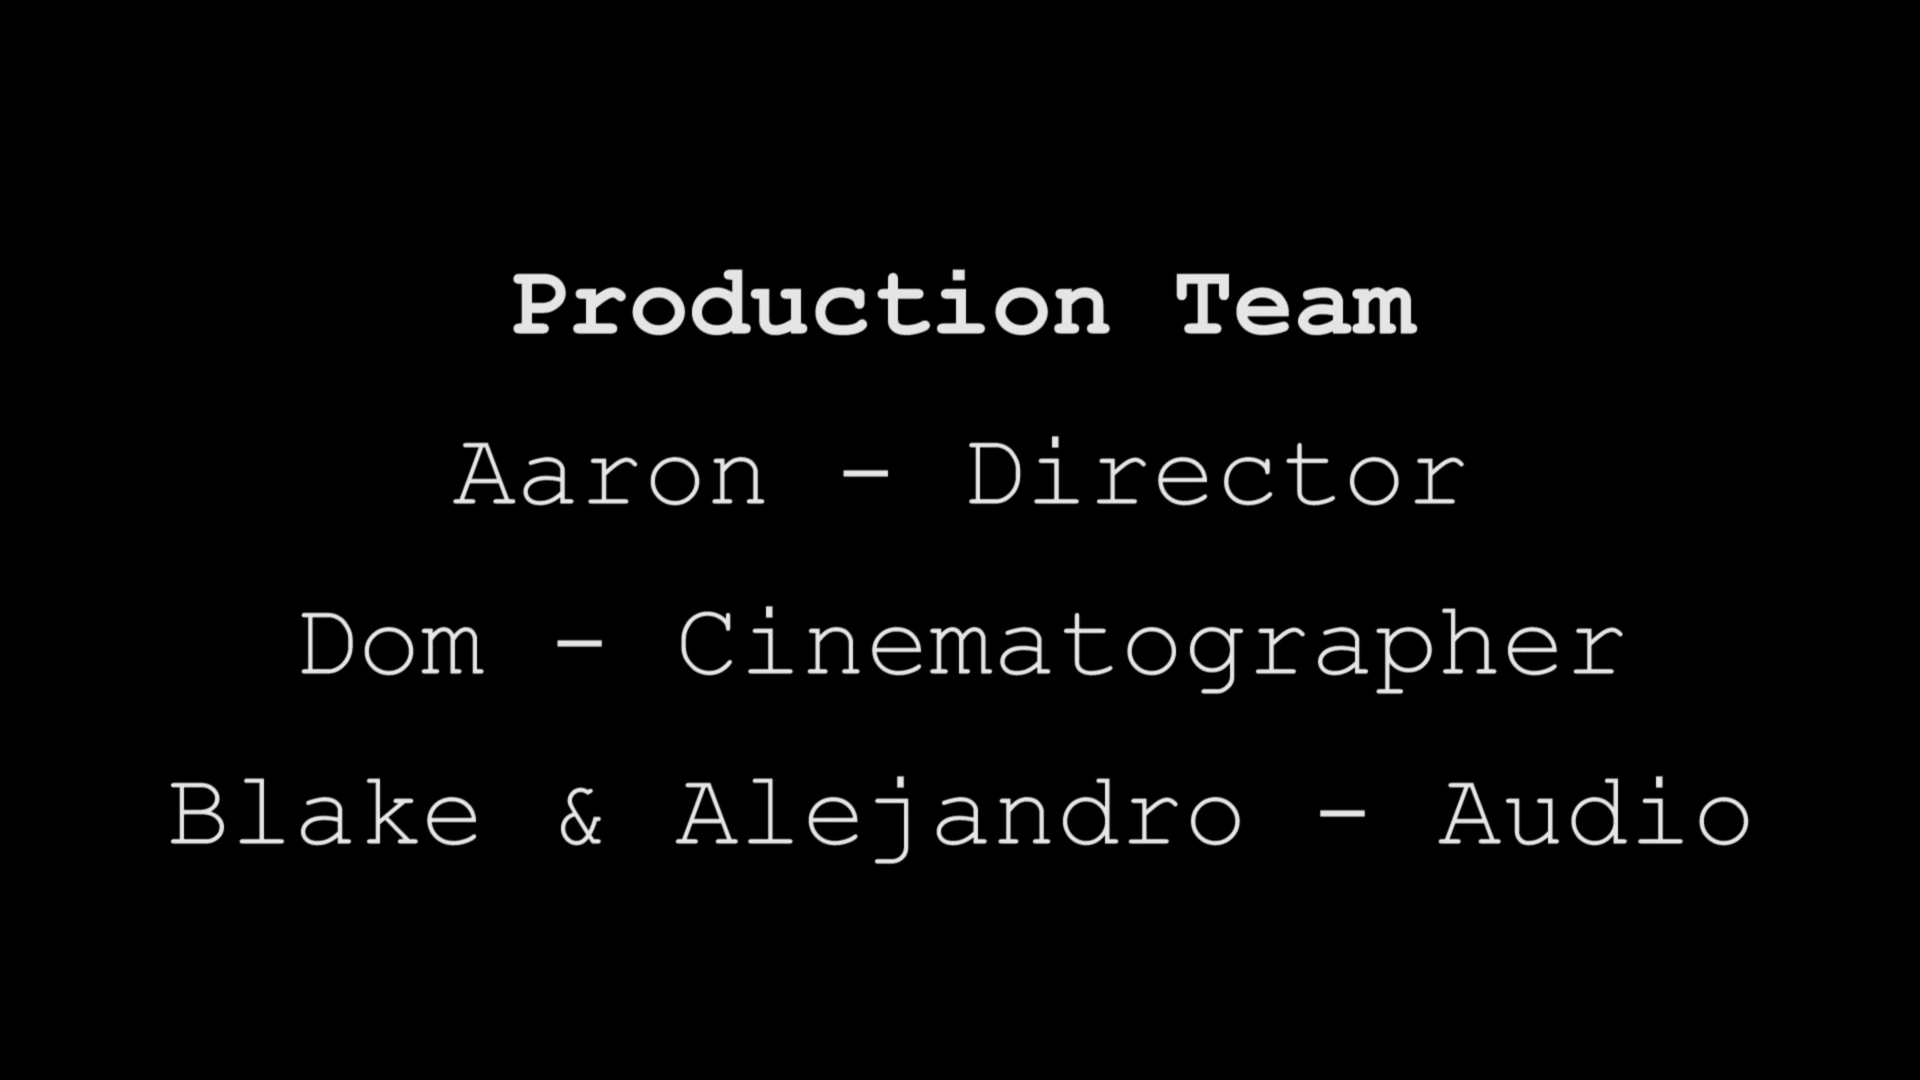 Production Team
Aaron - Director
Dom - Cinematographer
Blake & Alejandro - Audio